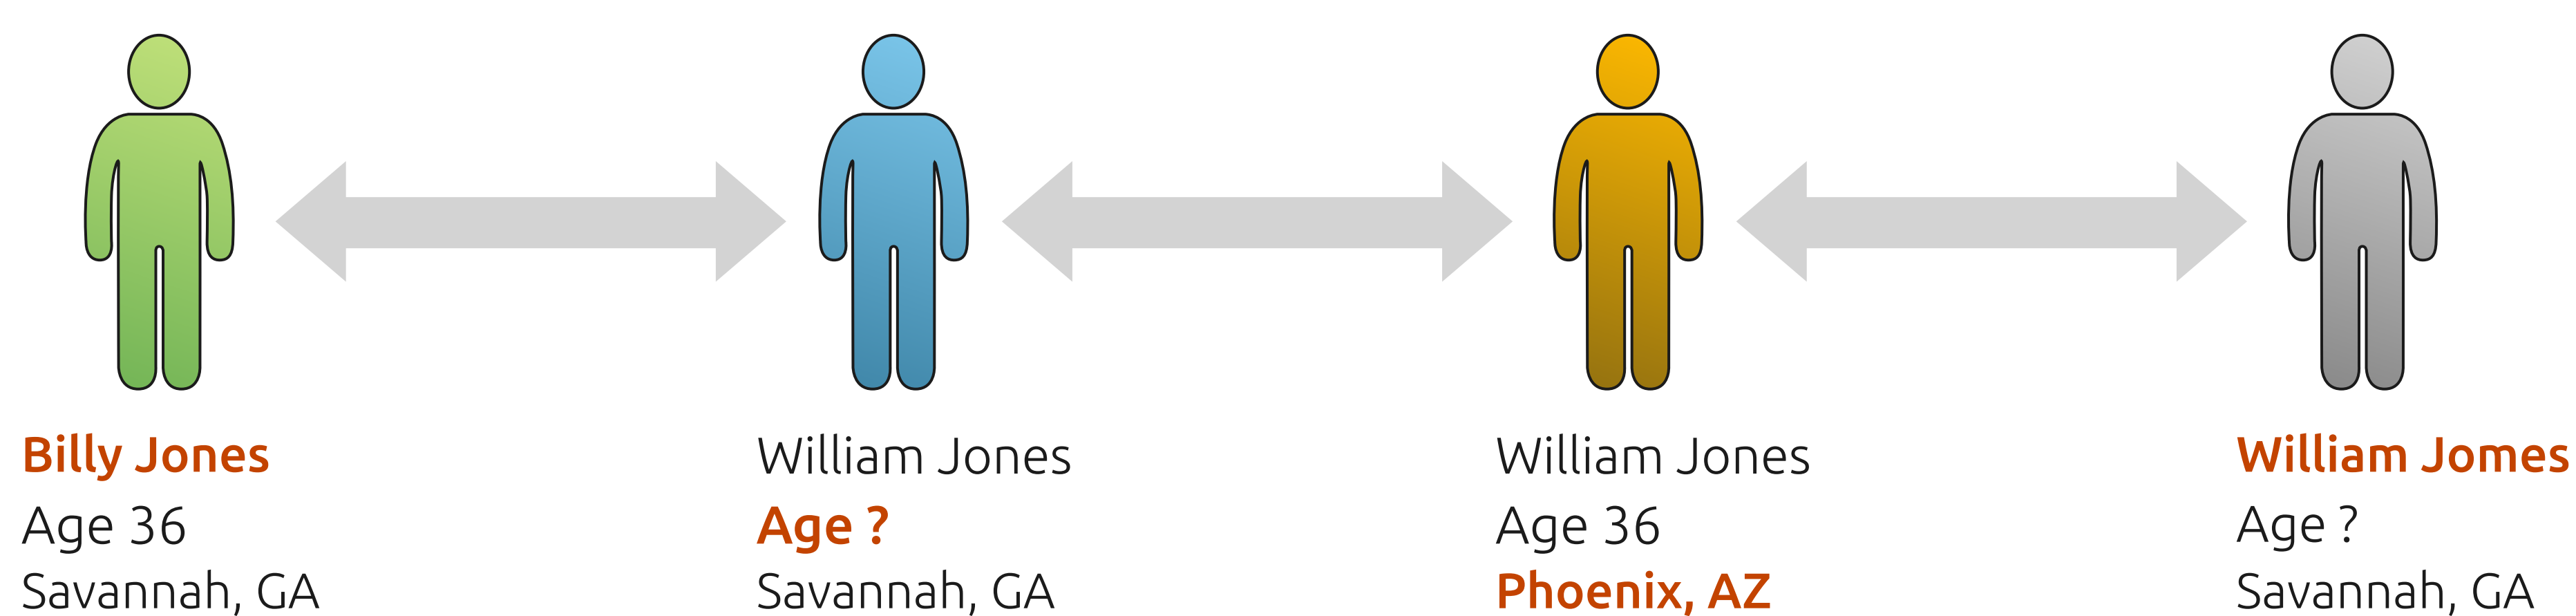 Billy Jones
Age 36
Savannah, GA
William Jones
Age ?
Savannah, GA
William Jones
Age 36
Phoenix, AZ
William Jomes
Age ?
Savannah, GA